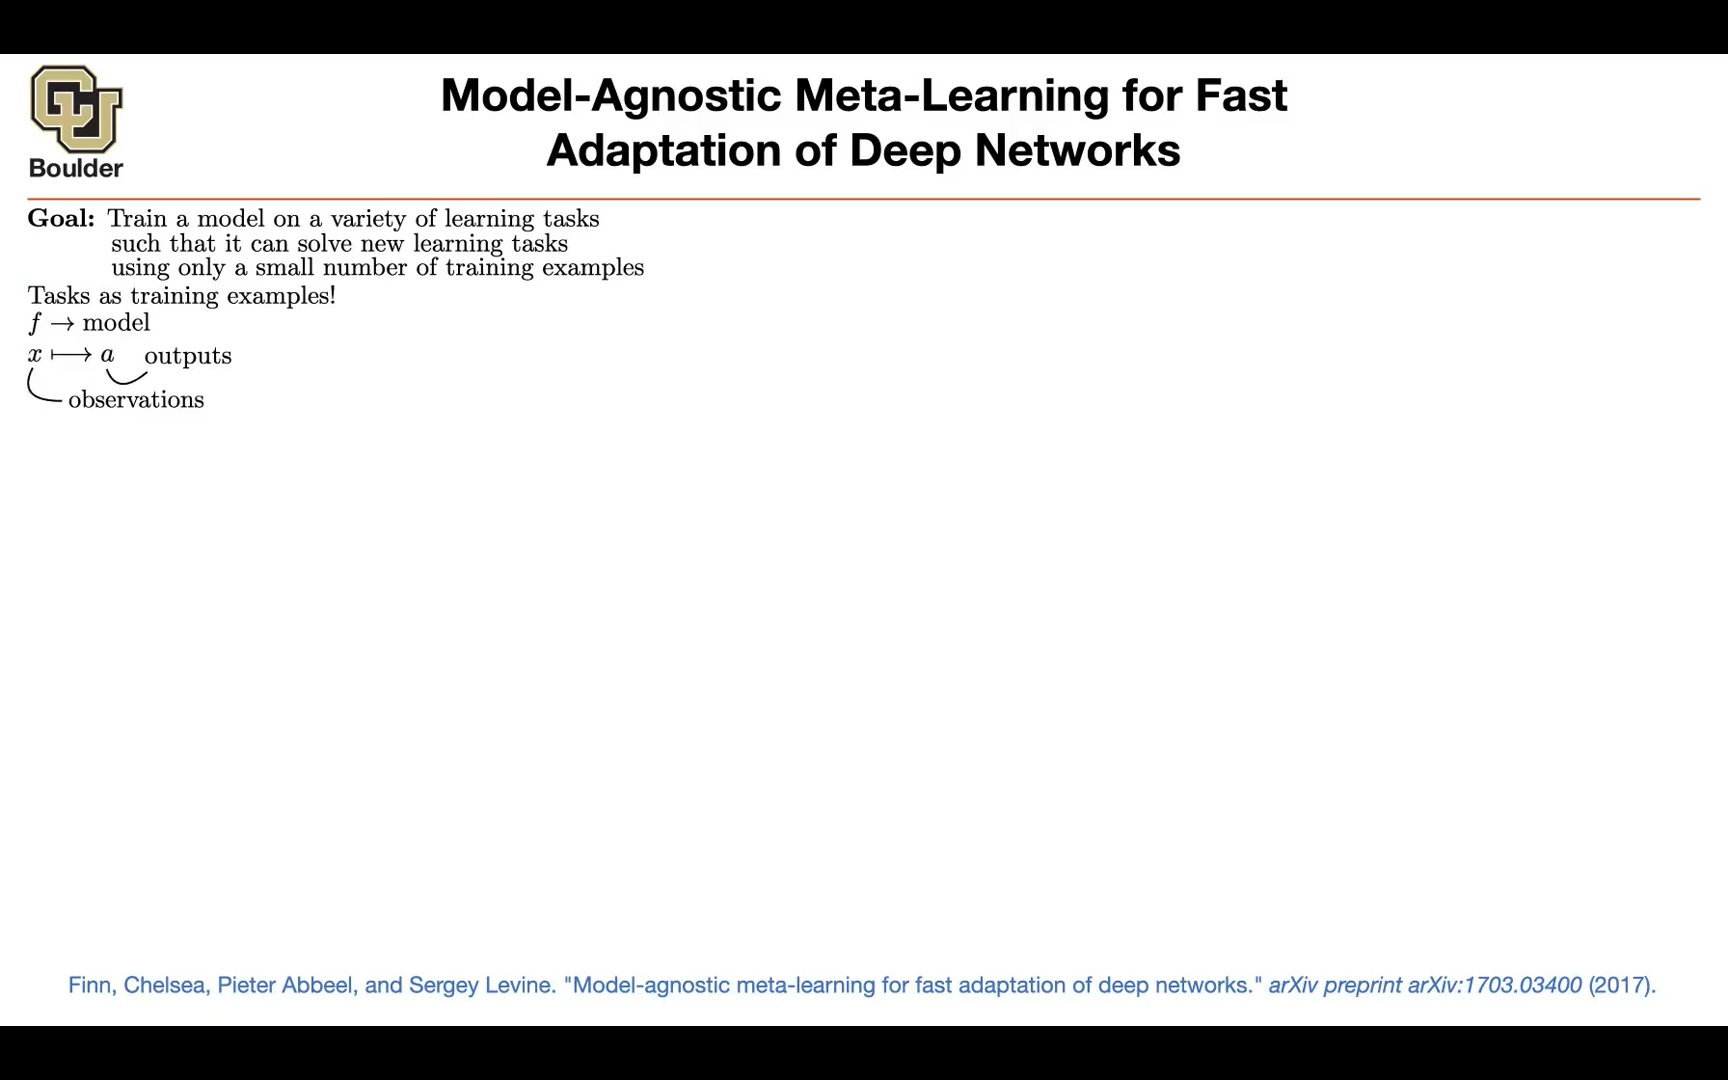 CU
Boulder
Model-Agnostic Meta-Learning for Fast
Adaptation of Deep Networks
Goal: Train a model on a variety of learning tasks
such that it can solve new learning tasks
using only a small number of training examples
Tasks as training examples!
f → model
x ⟼ a outputs
observations
Finn, Chelsea, Pieter Abbeel, and Sergey Levine. "Model-agnostic meta-learning for fast adaptation of deep networks." arXiv preprint arXiv:1703.03400 (2017).